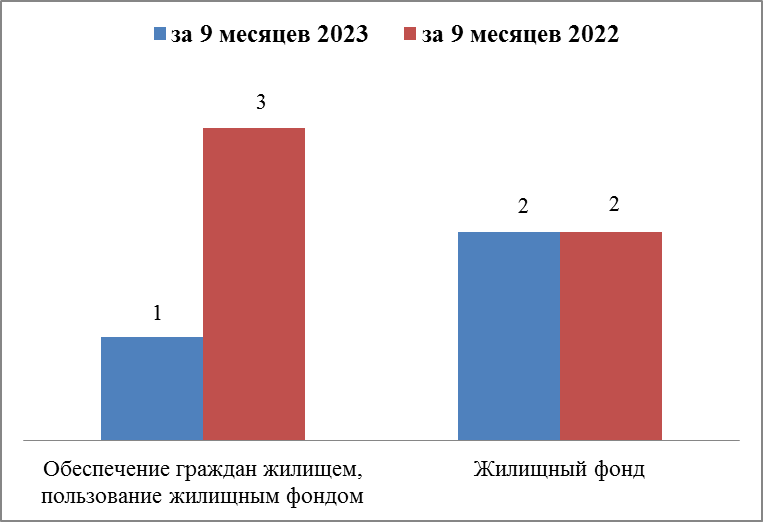 за 9 месяцев 2023 за 9 месяцев 2022
3
2 2
1
Обеспечение граждан жилищем,
пользование жилищным фондом
Жилищный фонд